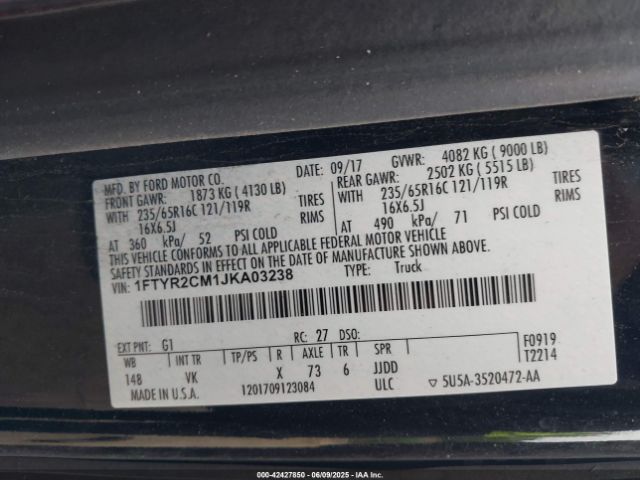 MFD. BY FORD MOTOR CO.
DATE: 09/17 GVWR: 4082 KG ( 9000 LB)
FRONT GAWR: 1873 KG ( 4130 LB) REAR GAWR: 2502 KG ( 5515 LB)
WITH 235/65R16C 121/119R TIRES WITH 235/65R16C 121/119R TIRES
16X6.5J RIMS 16X6.5J RIMS
AT 360 kPa/ 52 PSI COLD AT 490 kPa/ 71 PSI COLD
THIS VEHICLE CONFORMS TO ALL APPLICABLE FEDERAL MOTOR VEHICLE
SAFETY STANDARDS IN EFFECT ON THE DATE OF MANUFACTURE SHOWN ABOVE.
VIN: 1FTYR2CM1JKA03238 TYPE: Truck
EXT PNT: G1 RC: 27 DSO: F0919
WB INT TR TP/PS R AXLE TR SPR T2214
148 VK X 73 6 JJDD
MADE IN U.S.A. 1201709123084 ULC ▽ 5U5A-3520472-AA
000-42427850 - 06/09/2025 - IAAI.com